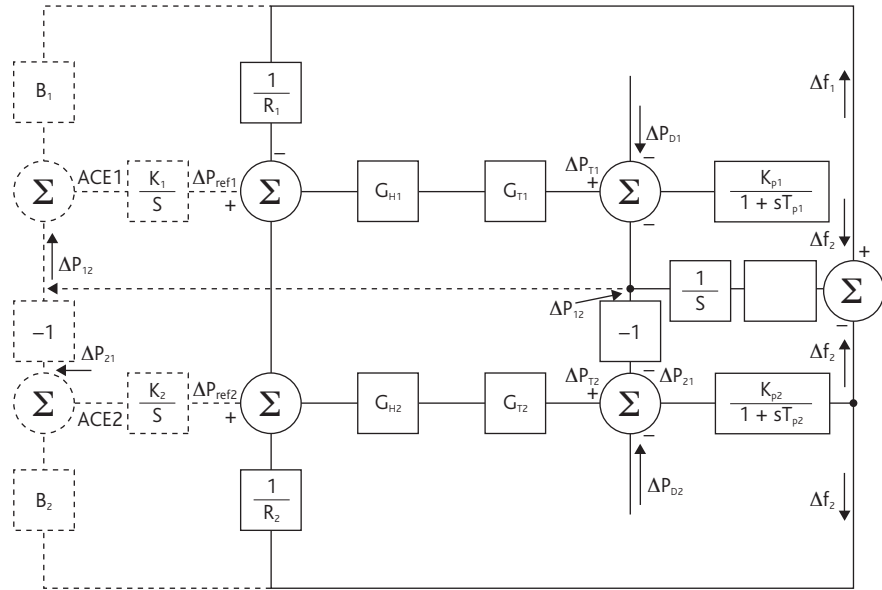 B₁
1
R₁
Δf₁
ΔP_D1
−
−
ACE1
K₁
S
ΔP_ref1
+
Σ
Σ
G_H1
G_T1
ΔP_T1
+
Σ
−
K_p1
1 + sT_p1
Δf₂
+
ΔP₁₂
1
S
Σ
ΔP₁₂
−1
−1
−
ΔP₂₁
Δf₂
Σ
ACE2
K₂
S
ΔP_ref2
+
Σ
G_H2
G_T2
ΔP_T2
+
−
Σ
ΔP₂₁
−
K_p2
1 + sT_p2
B₂
1
R₂
ΔP_D2
Δf₂